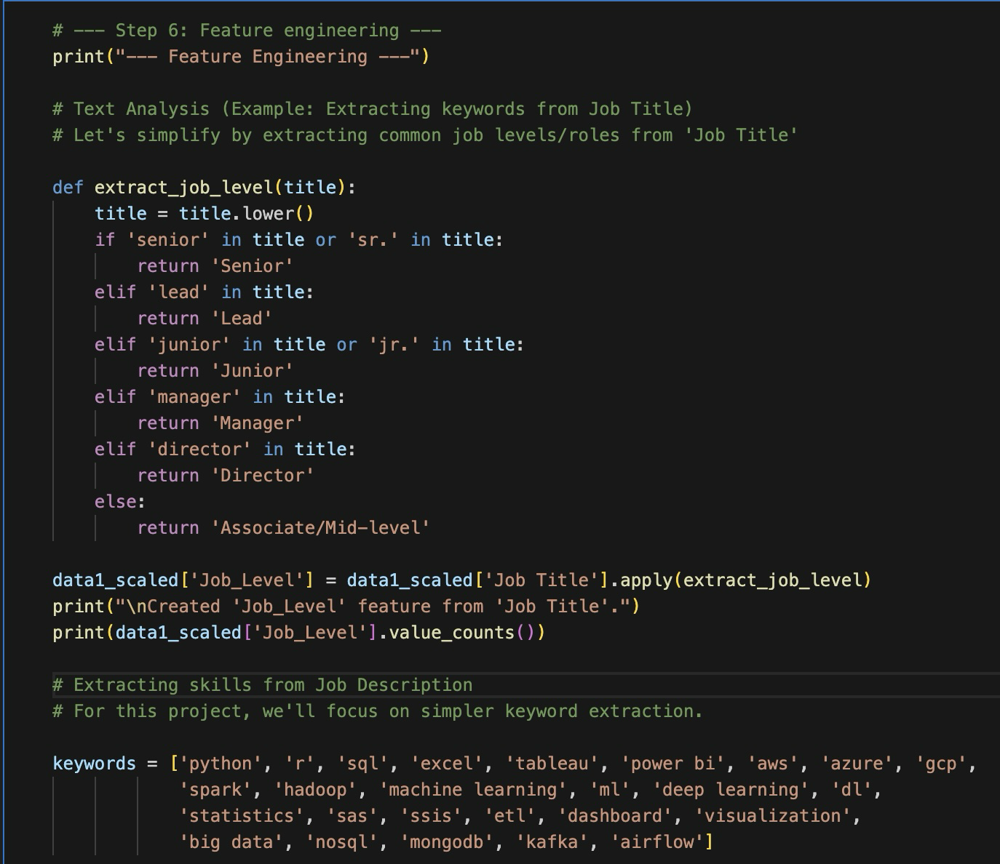 # --- Step 6: Feature engineering ---
print("--- Feature Engineering ---")
# Text Analysis (Example: Extracting keywords from Job Title)
# Let's simplify by extracting common job levels/roles from 'Job Title'
def extract_job_level(title):
    title = title.lower()
    if 'senior' in title or 'sr.' in title:
        return 'Senior'
    elif 'lead' in title:
        return 'Lead'
    elif 'junior' in title or 'jr.' in title:
        return 'Junior'
    elif 'manager' in title:
        return 'Manager'
    elif 'director' in title:
        return 'Director'
    else:
        return 'Associate/Mid-level'
data1_scaled['Job_Level'] = data1_scaled['Job Title'].apply(extract_job_level)
print("\nCreated 'Job_Level' feature from 'Job Title'.")
print(data1_scaled['Job_Level'].value_counts())
# Extracting skills from Job Description
# For this project, we'll focus on simpler keyword extraction.
keywords = ['python', 'r', 'sql', 'excel', 'tableau', 'power bi', 'aws', 'azure', 'gcp',
            'spark', 'hadoop', 'machine learning', 'ml', 'deep learning', 'dl',
            'statistics', 'sas', 'ssis', 'etl', 'dashboard', 'visualization',
            'big data', 'nosql', 'mongodb', 'kafka', 'airflow']